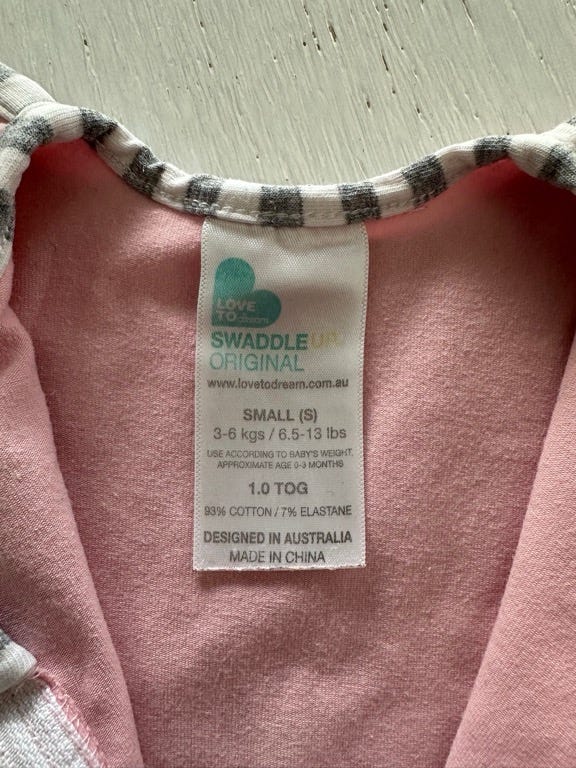 LOVE
TO dream
SWADDLE UP
ORIGINAL
www.lovetodream.com.au
SMALL (S)
3-6 kgs / 6.5-13 lbs
USE ACCORDING TO BABY'S WEIGHT.
APPROXIMATE AGE 0-3 MONTHS
1.0 TOG
93% COTTON / 7% ELASTANE
DESIGNED IN AUSTRALIA
MADE IN CHINA